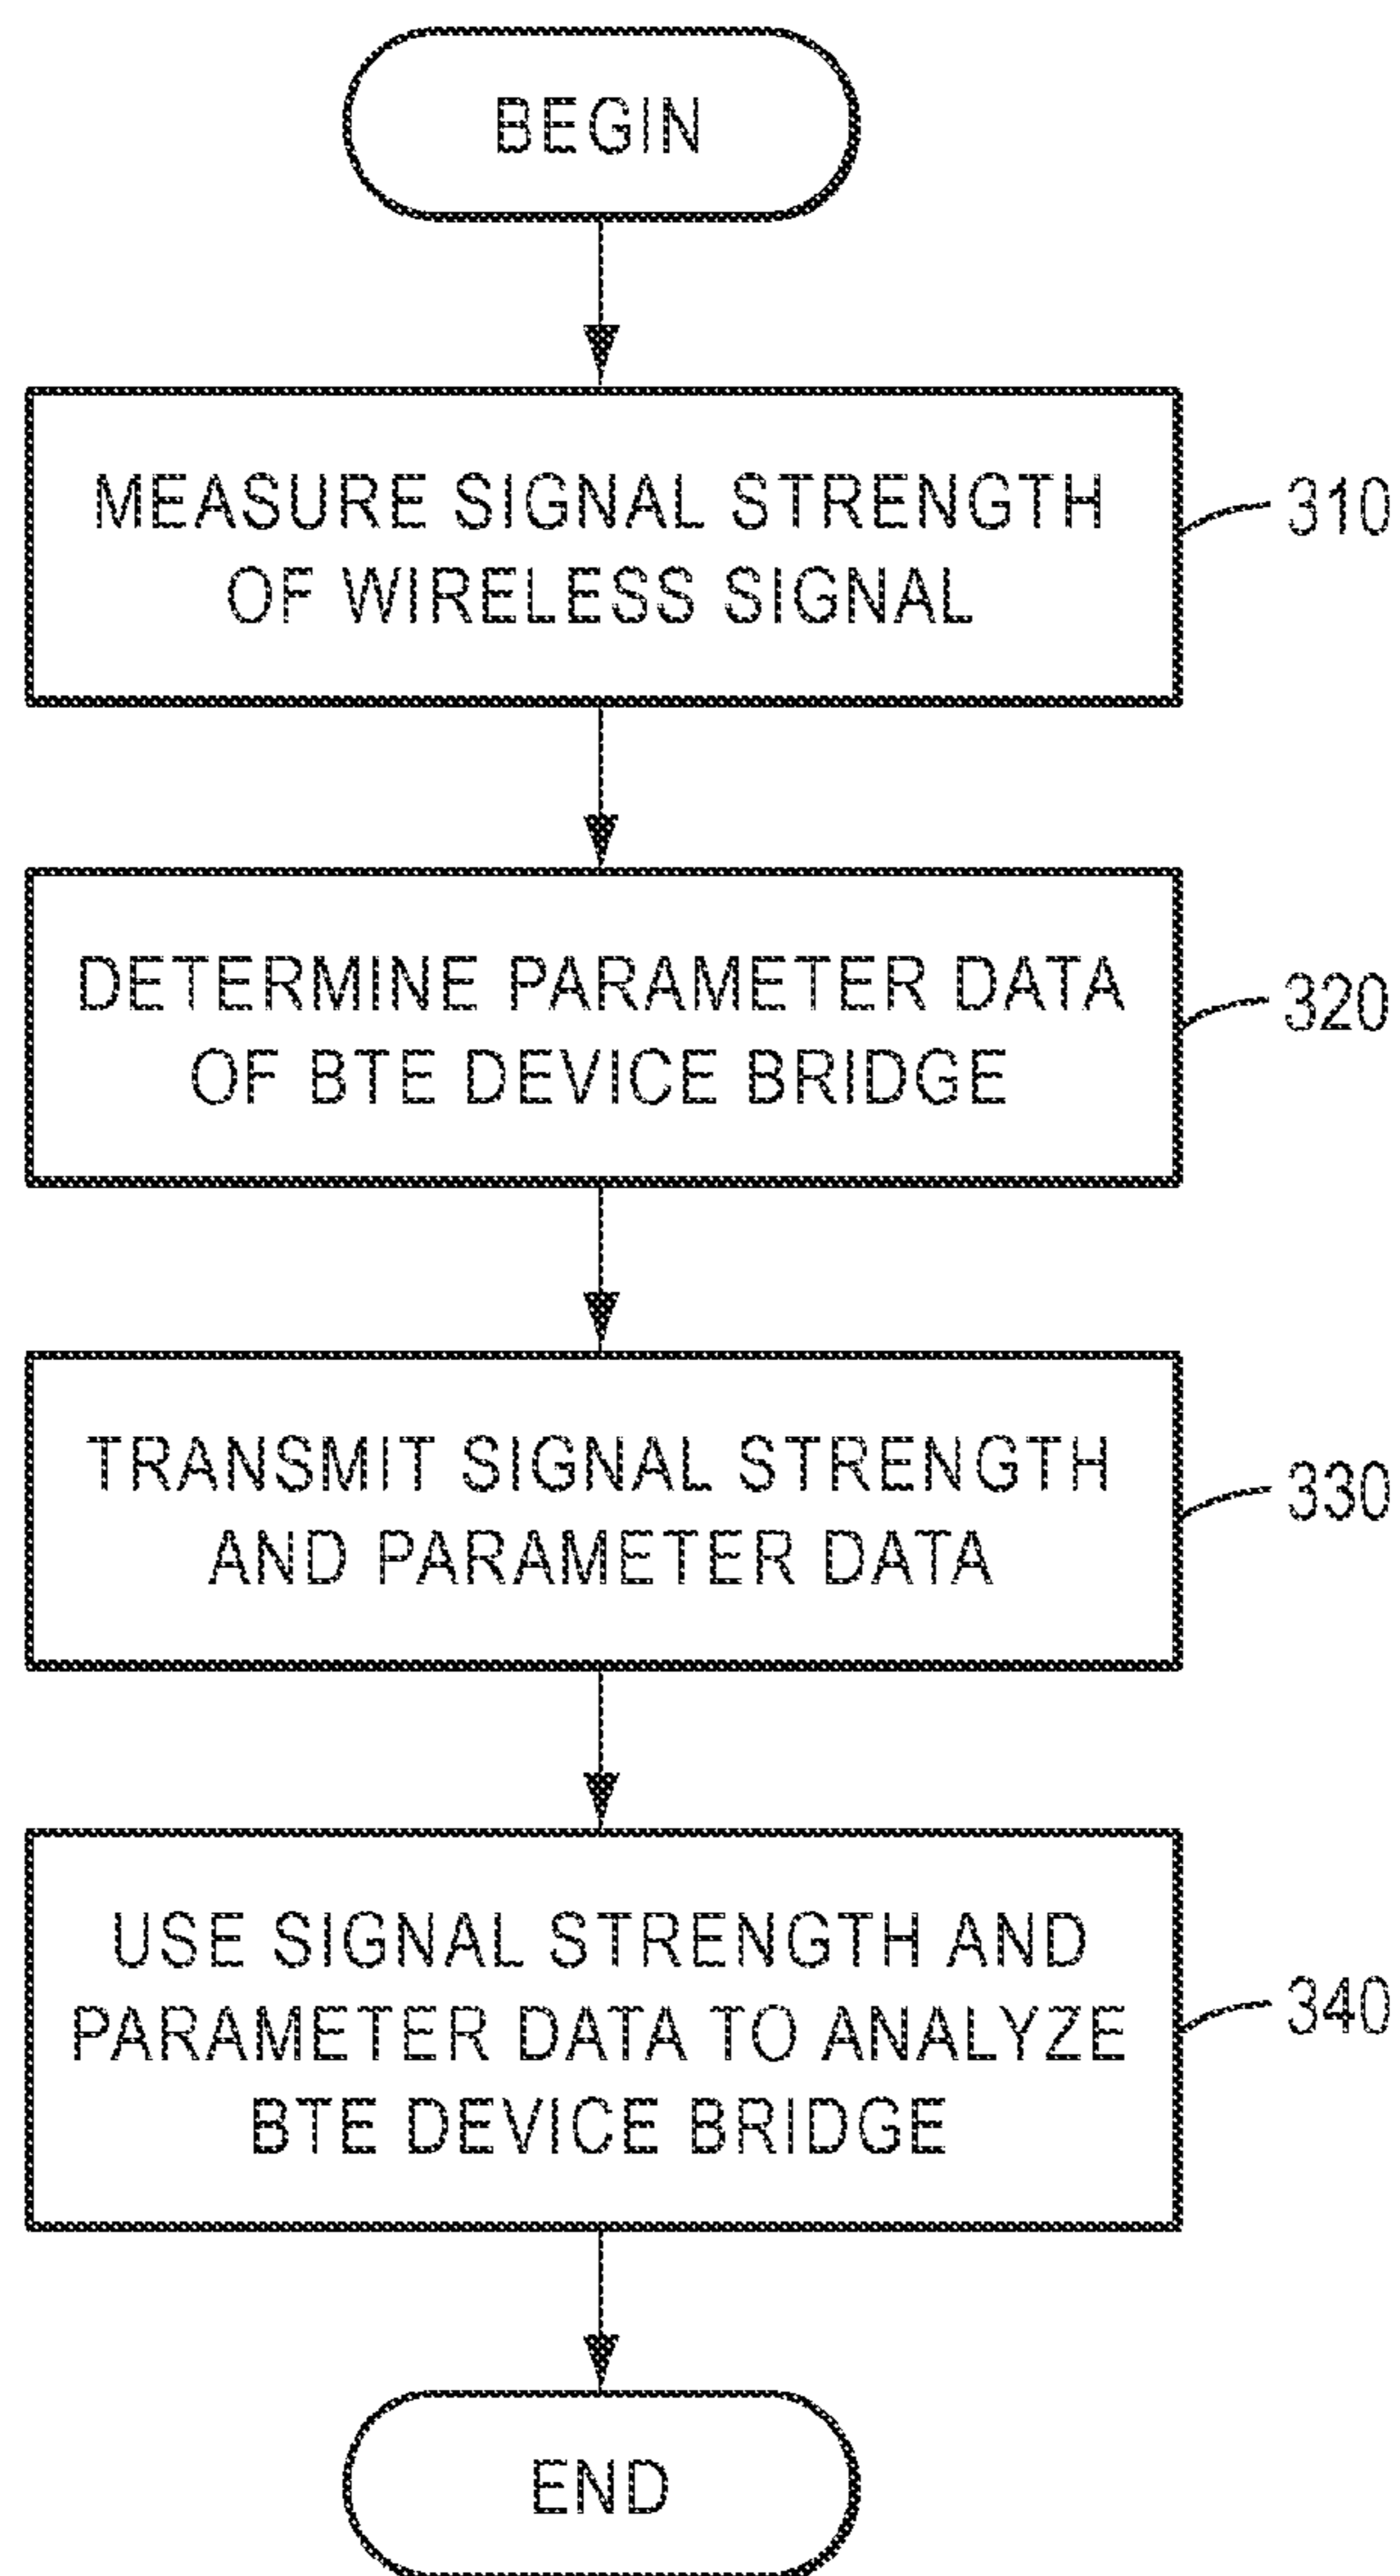 BEGIN
MEASURE SIGNAL STRENGTH
OF WIRELESS SIGNAL
310
DETERMINE PARAMETER DATA
OF BTE DEVICE BRIDGE
320
TRANSMIT SIGNAL STRENGTH
AND PARAMETER DATA
330
USE SIGNAL STRENGTH AND
PARAMETER DATA TO ANALYZE
BTE DEVICE BRIDGE
340
END